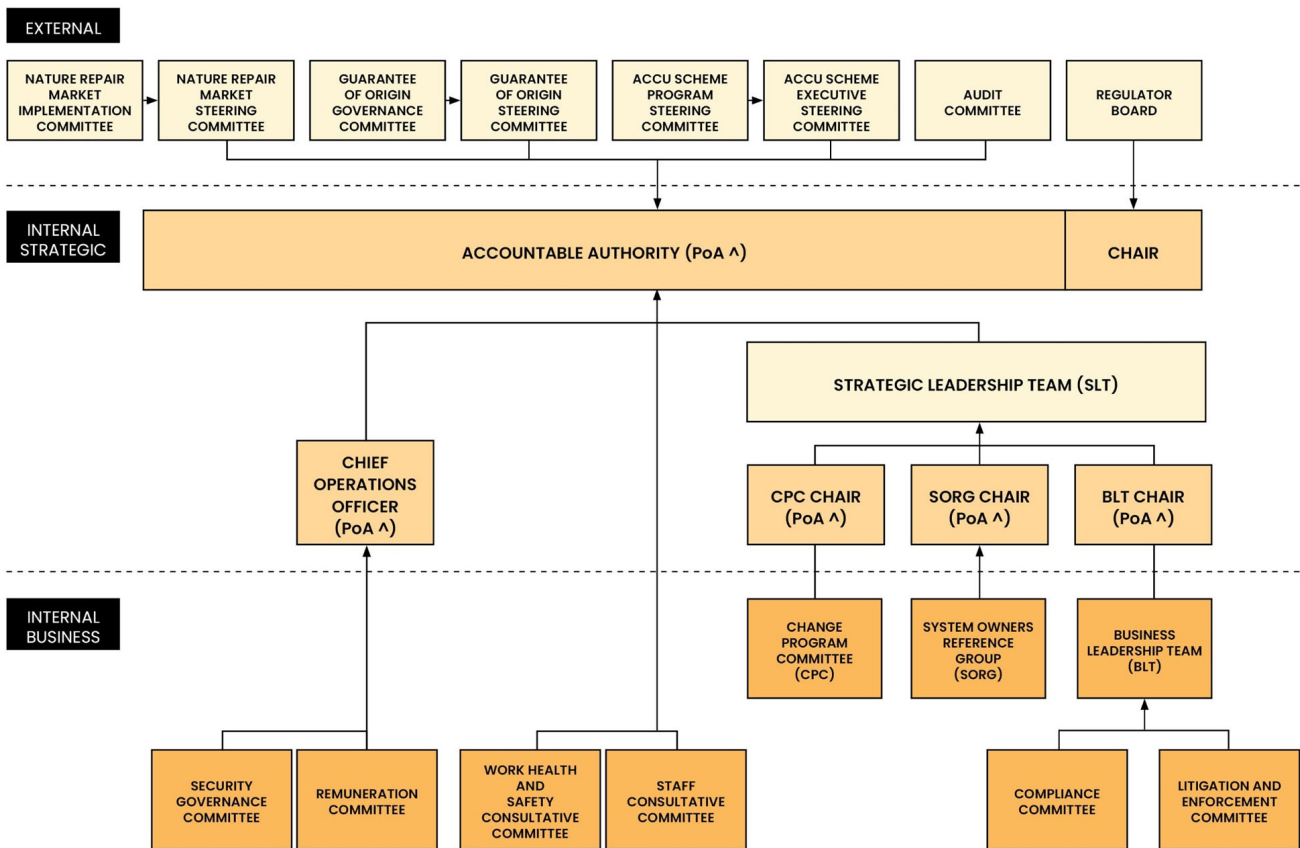 EXTERNAL
NATURE REPAIR
MARKET
IMPLEMENTATION
COMMITTEE
NATURE REPAIR
MARKET
STEERING
COMMITTEE
GUARANTEE
OF ORIGIN
GOVERNANCE
COMMITTEE
GUARANTEE
OF ORIGIN
STEERING
COMMITTEE
ACCU SCHEME
PROGRAM
STEERING
COMMITTEE
ACCU SCHEME
EXECUTIVE
STEERING
COMMITTEE
AUDIT
COMMITTEE
REGULATOR
BOARD
INTERNAL
STRATEGIC
ACCOUNTABLE AUTHORITY (PoA ^)
CHAIR
STRATEGIC LEADERSHIP TEAM (SLT)
CHIEF
OPERATIONS
OFFICER
(PoA ^)
CPC CHAIR
(PoA ^)
SORG CHAIR
(PoA ^)
BLT CHAIR
(PoA ^)
INTERNAL
BUSINESS
CHANGE
PROGRAM
COMMITTEE
(CPC)
SYSTEM OWNERS
REFERENCE
GROUP
(SORG)
BUSINESS
LEADERSHIP TEAM
(BLT)
SECURITY
GOVERNANCE
COMMITTEE
REMUNERATION
COMMITTEE
WORK HEALTH
AND
SAFETY
CONSULTATIVE
COMMITTEE
STAFF
CONSULTATIVE
COMMITTEE
COMPLIANCE
COMMITTEE
LITIGATION AND
ENFORCEMENT
COMMITTEE